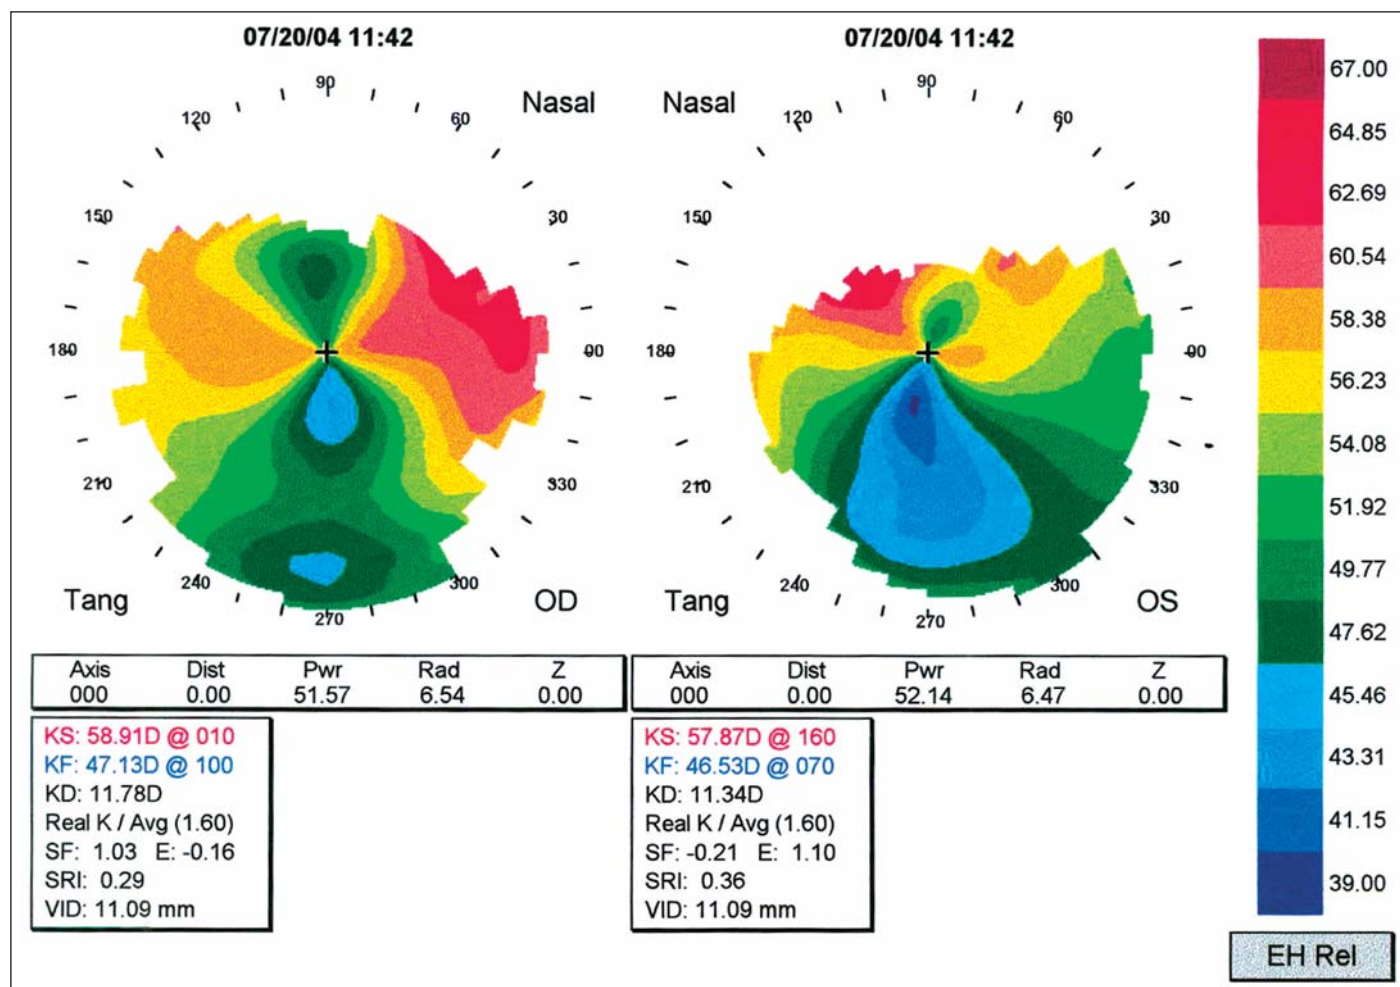 07/20/04 11:42
90
120
60
Nasal
150
30
180
90
210
330
240
300
270
Tang
OD
07/20/04 11:42
Nasal
90
120
60
150
30
180
90
210
330
240
300
270
Tang
OS
Axis Dist Pwr Rad Z
000 0.00 51.57 6.54 0.00
KS: 58.91D @ 010
KF: 47.13D @ 100
KD: 11.78D
Real K / Avg (1.60)
SF: 1.03 E: -0.16
SRI: 0.29
VID: 11.09 mm
Axis Dist Pwr Rad Z
000 0.00 52.14 6.47 0.00
KS: 57.87D @ 160
KF: 46.53D @ 070
KD: 11.34D
Real K / Avg (1.60)
SF: -0.21 E: 1.10
SRI: 0.36
VID: 11.09 mm
67.00
64.85
62.69
60.54
58.38
56.23
54.08
51.92
49.77
47.62
45.46
43.31
41.15
39.00
EH Rel